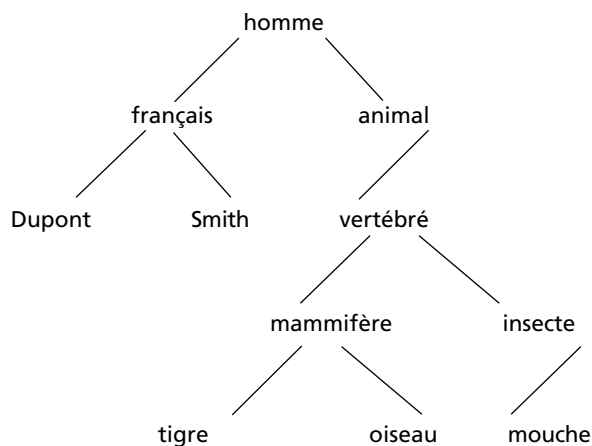 homme
français animal
Dupont Smith vertébré
mammifère insecte
tigre oiseau mouche